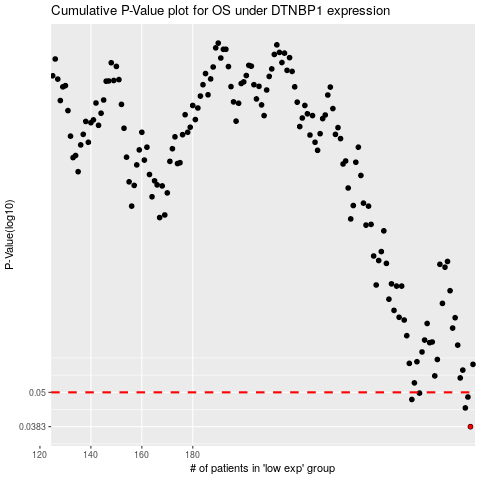 Cumulative P-Value plot for OS under DTNBP1 expression
P-Value(log10)
0.05
0.0383
120 140 160 180
# of patients in 'low exp' group